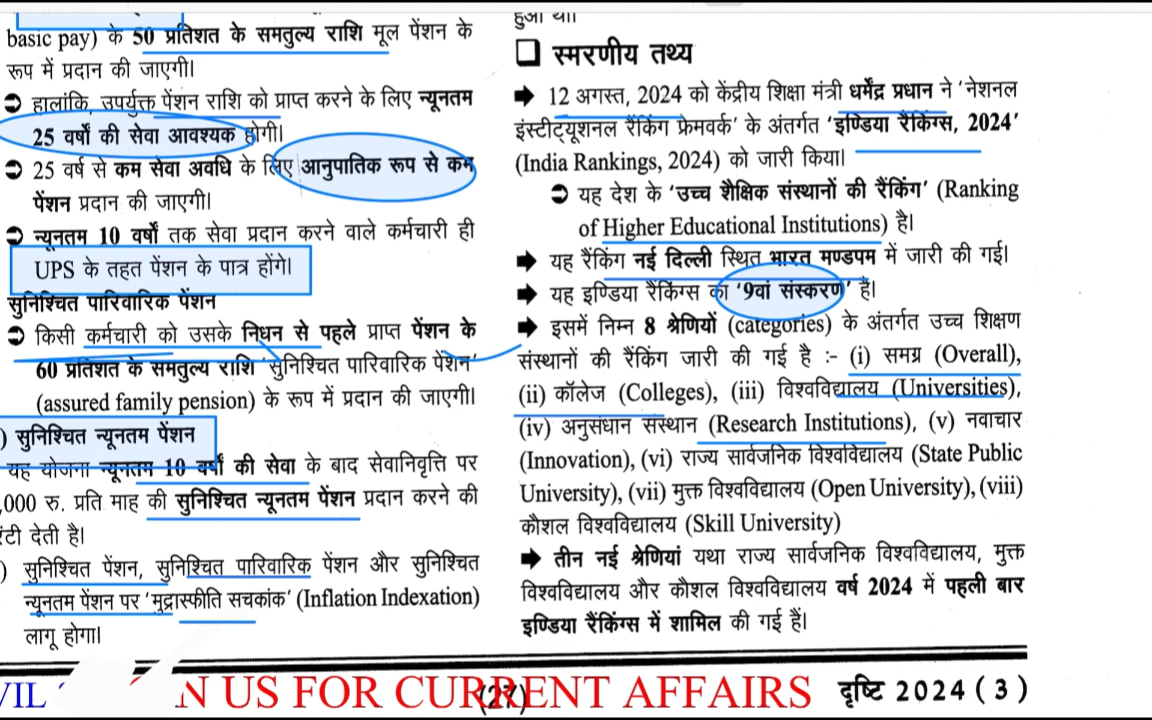 basic pay) के 50 प्रतिशत के समतुल्य राशि मूल पेंशन के
रूप में प्रदान की जाएगी।
हालांकि, उपर्युक्त पेंशन राशि को प्राप्त करने के लिए न्यूनतम
25 वर्षों की सेवा आवश्यक होगी।
25 वर्ष से कम सेवा अवधि के लिए आनुपातिक रूप से कम
पेंशन प्रदान की जाएगी।
न्यूनतम 10 वर्षों तक सेवा प्रदान करने वाले कर्मचारी ही
UPS के तहत पेंशन के पात्र होंगे।
सुनिश्चित पारिवारिक पेंशन
किसी कर्मचारी को उसके निधन से पहले प्राप्त पेंशन के
60 प्रतिशत के समतुल्य राशि 'सुनिश्चित पारिवारिक पेंशन'
(assured family pension) के रूप में प्रदान की जाएगी।
) सुनिश्चित न्यूनतम पेंशन
यह योजना न्यूनतम 10 वर्षों की सेवा के बाद सेवानिवृत्ति पर
,000 रु. प्रति माह की सुनिश्चित न्यूनतम पेंशन प्रदान करने की
रंटी देती है।
) सुनिश्चित पेंशन, सुनिश्चित पारिवारिक पेंशन और सुनिश्चित
न्यूनतम पेंशन पर 'मुद्रास्फीति सूचकांक' (Inflation Indexation)
लागू होगा।
हुआ था।
❑ स्मरणीय तथ्य
12 अगस्त, 2024 को केंद्रीय शिक्षा मंत्री धर्मेंद्र प्रधान ने 'नेशनल
इंस्टीट्यूशनल रैंकिंग फ्रेमवर्क' के अंतर्गत 'इण्डिया रैंकिंग्स, 2024'
(India Rankings, 2024) को जारी किया।
यह देश के 'उच्च शैक्षिक संस्थानों की रैंकिंग' (Ranking
of Higher Educational Institutions) है।
यह रैंकिंग नई दिल्ली स्थित भारत मण्डपम में जारी की गई।
यह इण्डिया रैंकिंग्स का '9वां संस्करण' है।
इसमें निम्न 8 श्रेणियों (categories) के अंतर्गत उच्च शिक्षण
संस्थानों की रैंकिंग जारी की गई है :- (i) समग्र (Overall),
(ii) कॉलेज (Colleges), (iii) विश्वविद्यालय (Universities),
(iv) अनुसंधान संस्थान (Research Institutions), (v) नवाचार
(Innovation), (vi) राज्य सार्वजनिक विश्वविद्यालय (State Public
University), (vii) मुक्त विश्वविद्यालय (Open University), (viii)
कौशल विश्वविद्यालय (Skill University)
तीन नई श्रेणियां यथा राज्य सार्वजनिक विश्वविद्यालय, मुक्त
विश्वविद्यालय और कौशल विश्वविद्यालय वर्ष 2024 में पहली बार
इण्डिया रैंकिंग्स में शामिल की गई हैं।
VIL N US FOR CURRENT AFFAIRS
(27)
दृष्टि 2024 ( 3 )